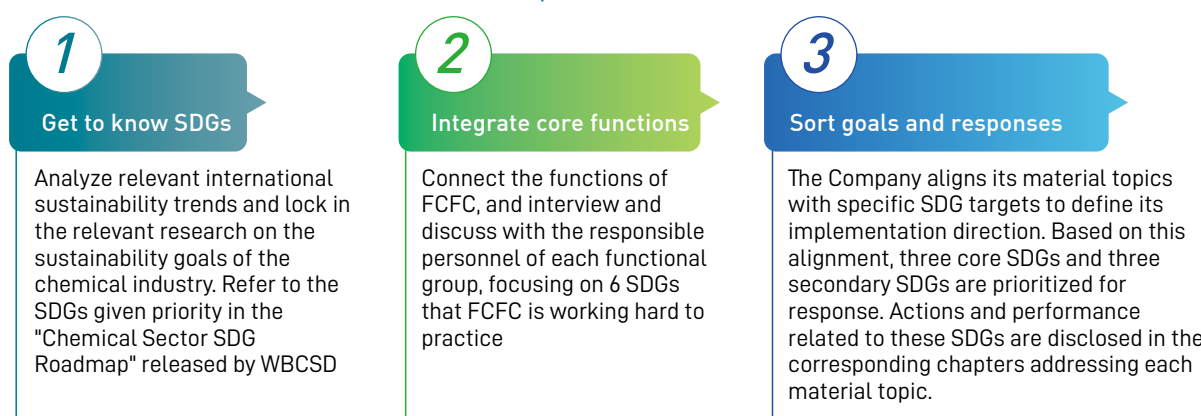 1
Get to know SDGs
Analyze relevant international
sustainability trends and lock in
the relevant research on the
sustainability goals of the
chemical industry. Refer to the
SDGs given priority in the
"Chemical Sector SDG
Roadmap" released by WBCSD
2
Integrate core functions
Connect the functions of
FCFC, and interview and
discuss with the responsible
personnel of each functional
group, focusing on 6 SDGs
that FCFC is working hard to
practice
3
Sort goals and responses
The Company aligns its material topics
with specific SDG targets to define its
implementation direction. Based on this
alignment, three core SDGs and three
secondary SDGs are prioritized for
response. Actions and performance
related to these SDGs are disclosed in the
corresponding chapters addressing each
material topic.